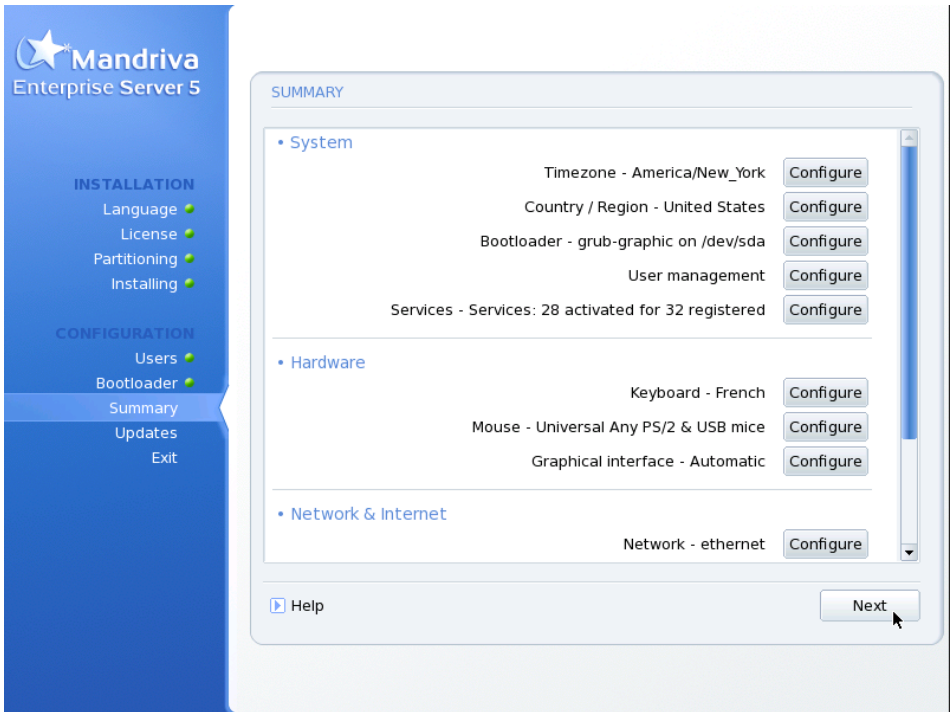 Mandriva
Enterprise Server 5
INSTALLATION
Language
License
Partitioning
Installing
CONFIGURATION
Users
Bootloader
Summary
Updates
Exit
SUMMARY
• System
Timezone - America/New_York Configure
Country / Region - United States Configure
Bootloader - grub-graphic on /dev/sda Configure
User management Configure
Services - Services: 28 activated for 32 registered Configure
• Hardware
Keyboard - French Configure
Mouse - Universal Any PS/2 & USB mice Configure
Graphical interface - Automatic Configure
• Network & Internet
Network - ethernet Configure
Help
Next